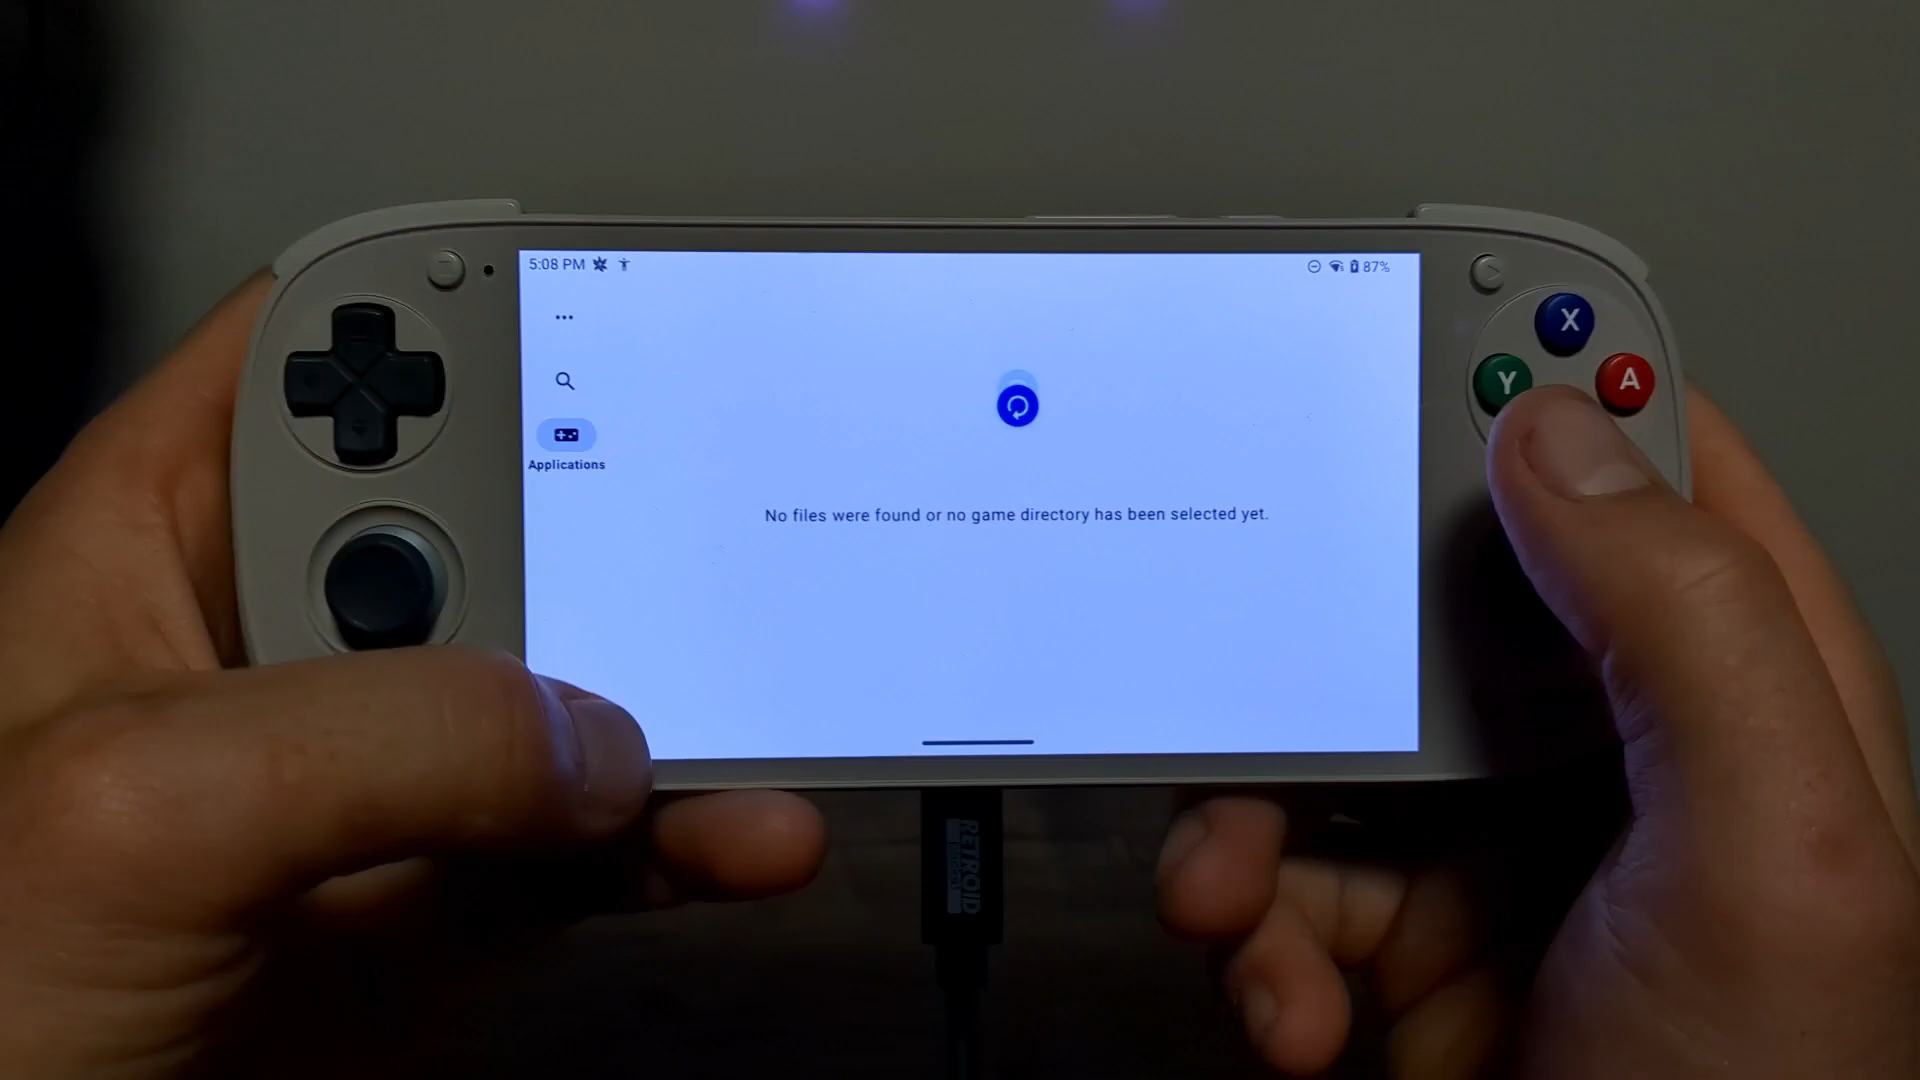 5:08 PM
87%
Applications
No files were found or no game directory has been selected yet.
X
Y
A
RETROID